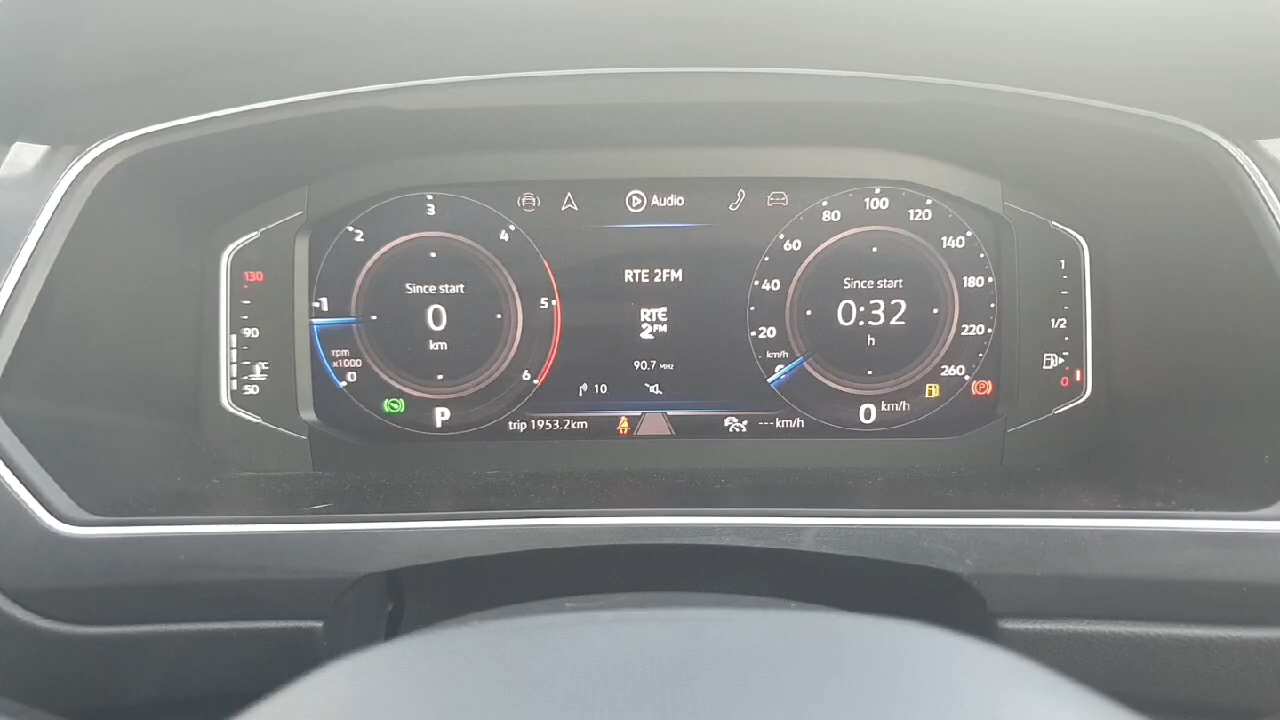 Audio
130
90
°C
50
1
2
3
4
5
6
rpm
x1000
0
Since start
0
km
P
RTE 2FM
RTE
2FM
90.7 MHz
10
trip 1953.2km
--- km/h
20
40
60
80
100
120
140
180
220
260
km/h
Since start
0:32
h
0 km/h
P
1
1/2
0